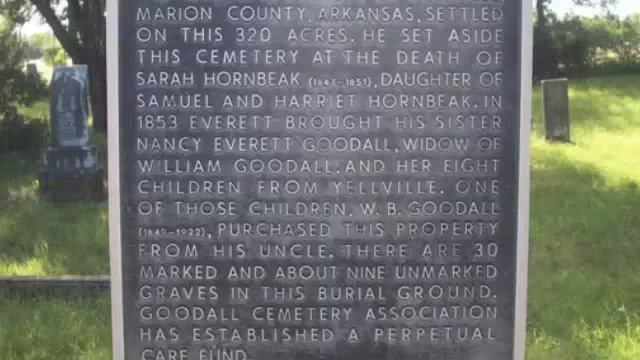 MARION COUNTY, ARKANSAS, SETTLED
ON THIS 320 ACRES. HE SET ASIDE
THIS CEMETERY AT THE DEATH OF
SARAH HORNBEAK (1847-1851), DAUGHTER OF
SAMUEL AND HARRIET HORNBEAK. IN
1853 EVERETT BROUGHT HIS SISTER
NANCY EVERETT GOODALL, WIDOW OF
WILLIAM GOODALL, AND HER EIGHT
CHILDREN FROM YELLVILLE. ONE
OF THOSE CHILDREN, W. B. GOODALL
(1849-1922), PURCHASED THIS PROPERTY
FROM HIS UNCLE. THERE ARE 30
MARKED AND ABOUT NINE UNMARKED
GRAVES IN THIS BURIAL GROUND.
GOODALL CEMETERY ASSOCIATION
HAS ESTABLISHED A PERPETUAL
CARE FUND.